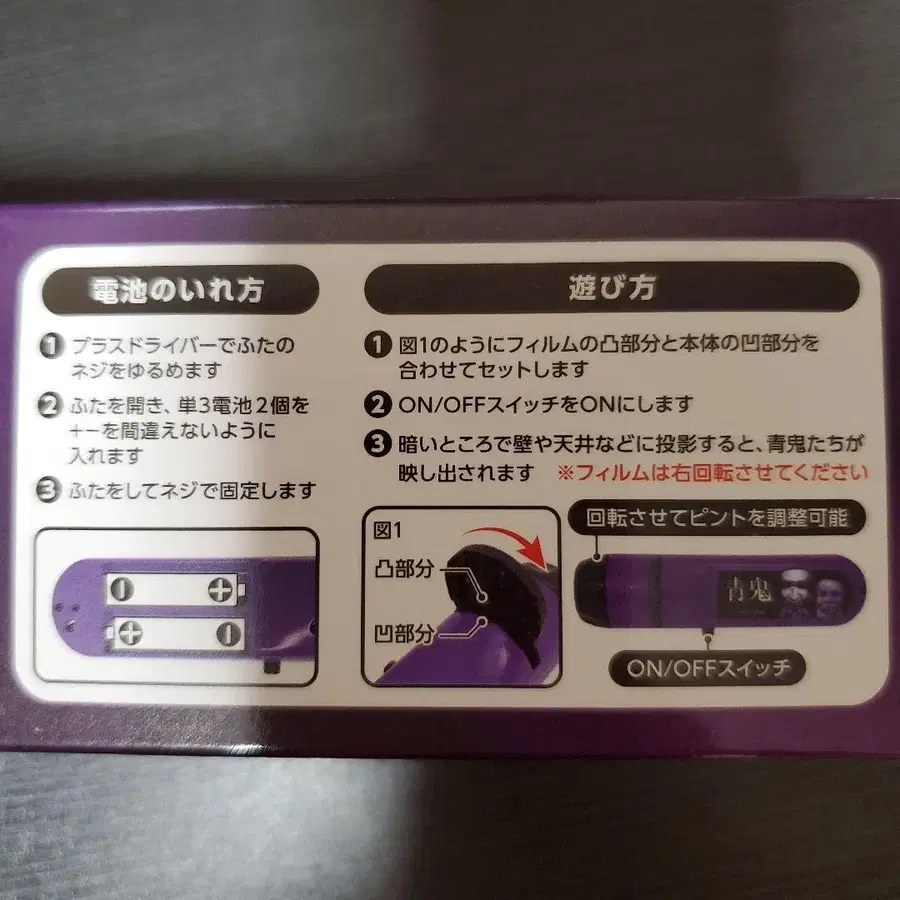 電池のいれ方
❶ プラスドライバーでふたの
ネジをゆるめます
❷ ふたを開き、単3電池2個を
+−を間違えないように
入れます
❸ ふたをしてネジで固定します
遊び方
❶ 図1のようにフィルムの凸部分と本体の凹部分を
合わせてセットします
❷ ON/OFFスイッチをONにします
❸ 暗いところで壁や天井などに投影すると、青鬼たちが
映し出されます ※フィルムは右回転させてください
図1
凸部分
凹部分
回転させてピントを調整可能
青鬼
ON/OFFスイッチ